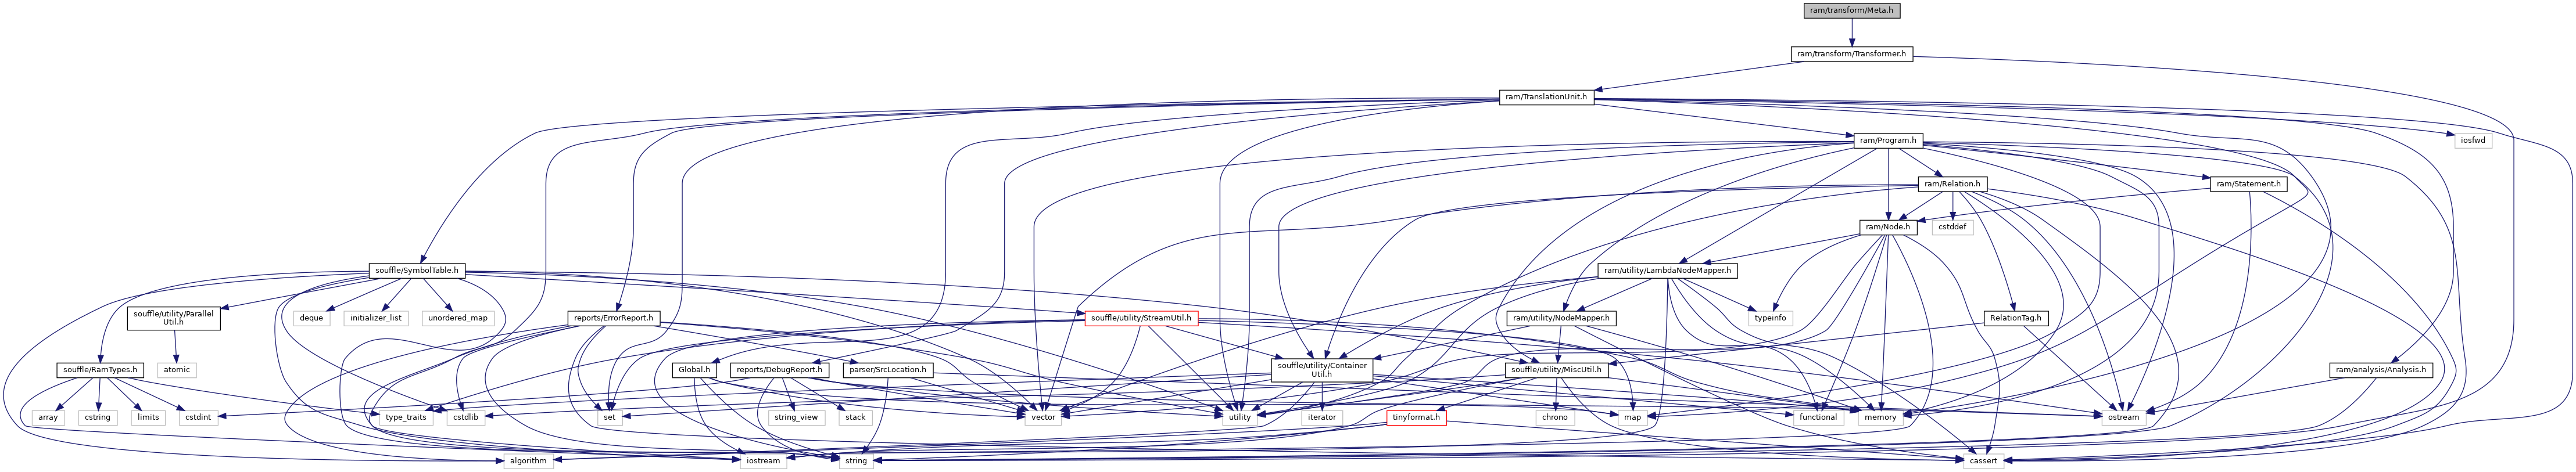 ram/transform/Meta.h
ram/transform/Transformer.h
ram/TranslationUnit.h
ram/Program.h
iosfwd
ram/Relation.h
ram/Statement.h
ram/Node.h
cstddef
souffle/SymbolTable.h
ram/utility/LambdaNodeMapper.h
souffle/utility/Parallel
Util.h
deque
initializer_list
unordered_map
reports/ErrorReport.h
souffle/utility/StreamUtil.h
ram/utility/NodeMapper.h
typeinfo
RelationTag.h
souffle/RamTypes.h
atomic
Global.h
reports/DebugReport.h
parser/SrcLocation.h
souffle/utility/Container
Util.h
souffle/utility/MiscUtil.h
ram/analysis/Analysis.h
array
cstring
limits
cstdint
type_traits
cstdlib
set
string_view
stack
vector
utility
iterator
tinyformat.h
chrono
map
functional
memory
ostream
algorithm
iostream
string
cassert